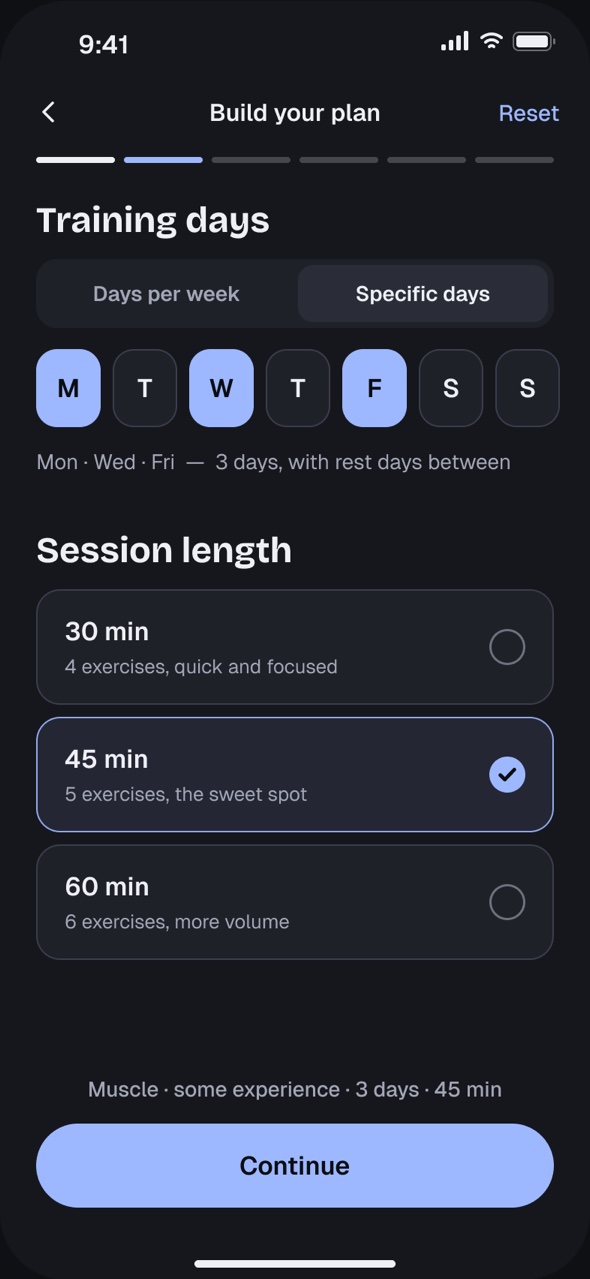 9:41
Build your plan
Reset
Training days
Days per week
Specific days
M T W T F S S
Mon · Wed · Fri — 3 days, with rest days between
Session length
30 min
4 exercises, quick and focused
45 min
5 exercises, the sweet spot
60 min
6 exercises, more volume
Muscle · some experience · 3 days · 45 min
Continue